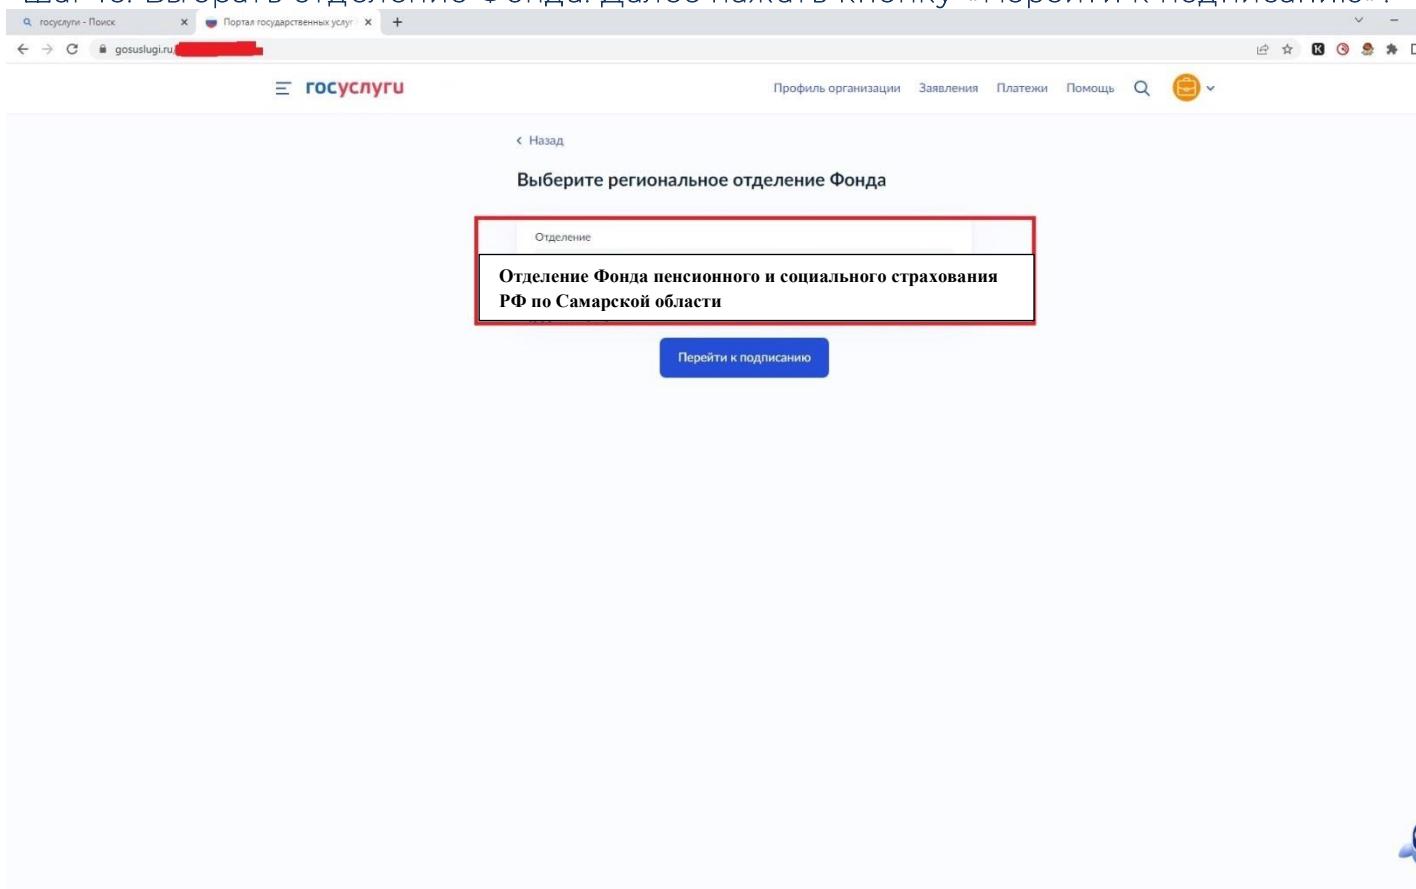 Выбрать отделение Фонда. Далее нажать кнопку «Перейти к подписанию».
госуслуги - Поиск
Портал государственных услуг
gosuslugi.ru
госуслуги
Профиль организации Заявления Платежи Помощь
Назад
Выберите региональное отделение Фонда
Отделение
Отделение Фонда пенсионного и социального страхования
РФ по Самарской области
Перейти к подписанию